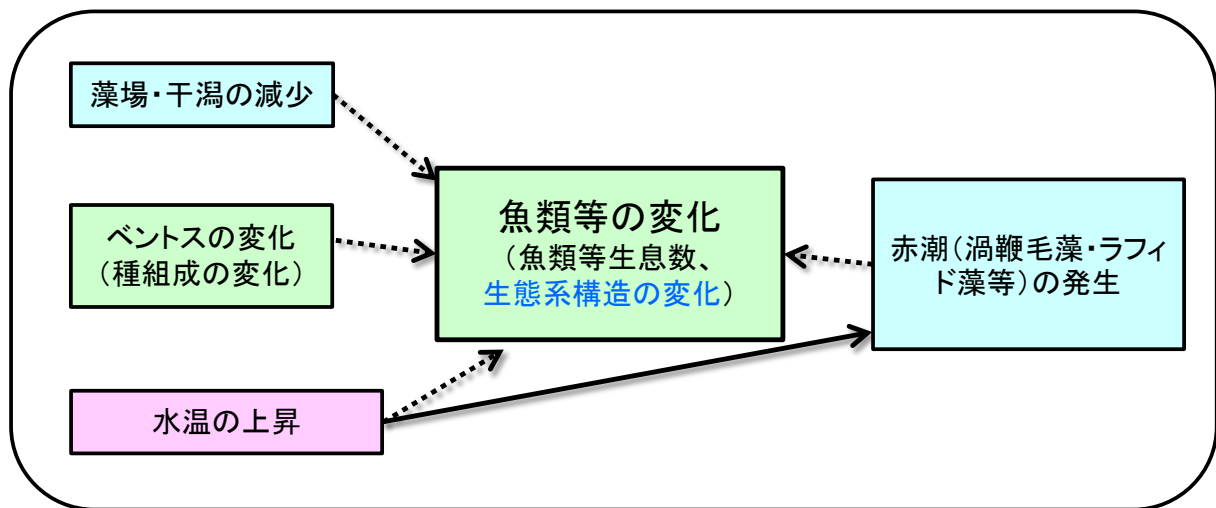 藻場・干潟の減少
ベントスの変化
（種組成の変化）
水温の上昇
魚類等の変化
（魚類等生息数、
生態系構造の変化）
赤潮（渦鞭毛藻・ラフィ
ド藻等）の発生